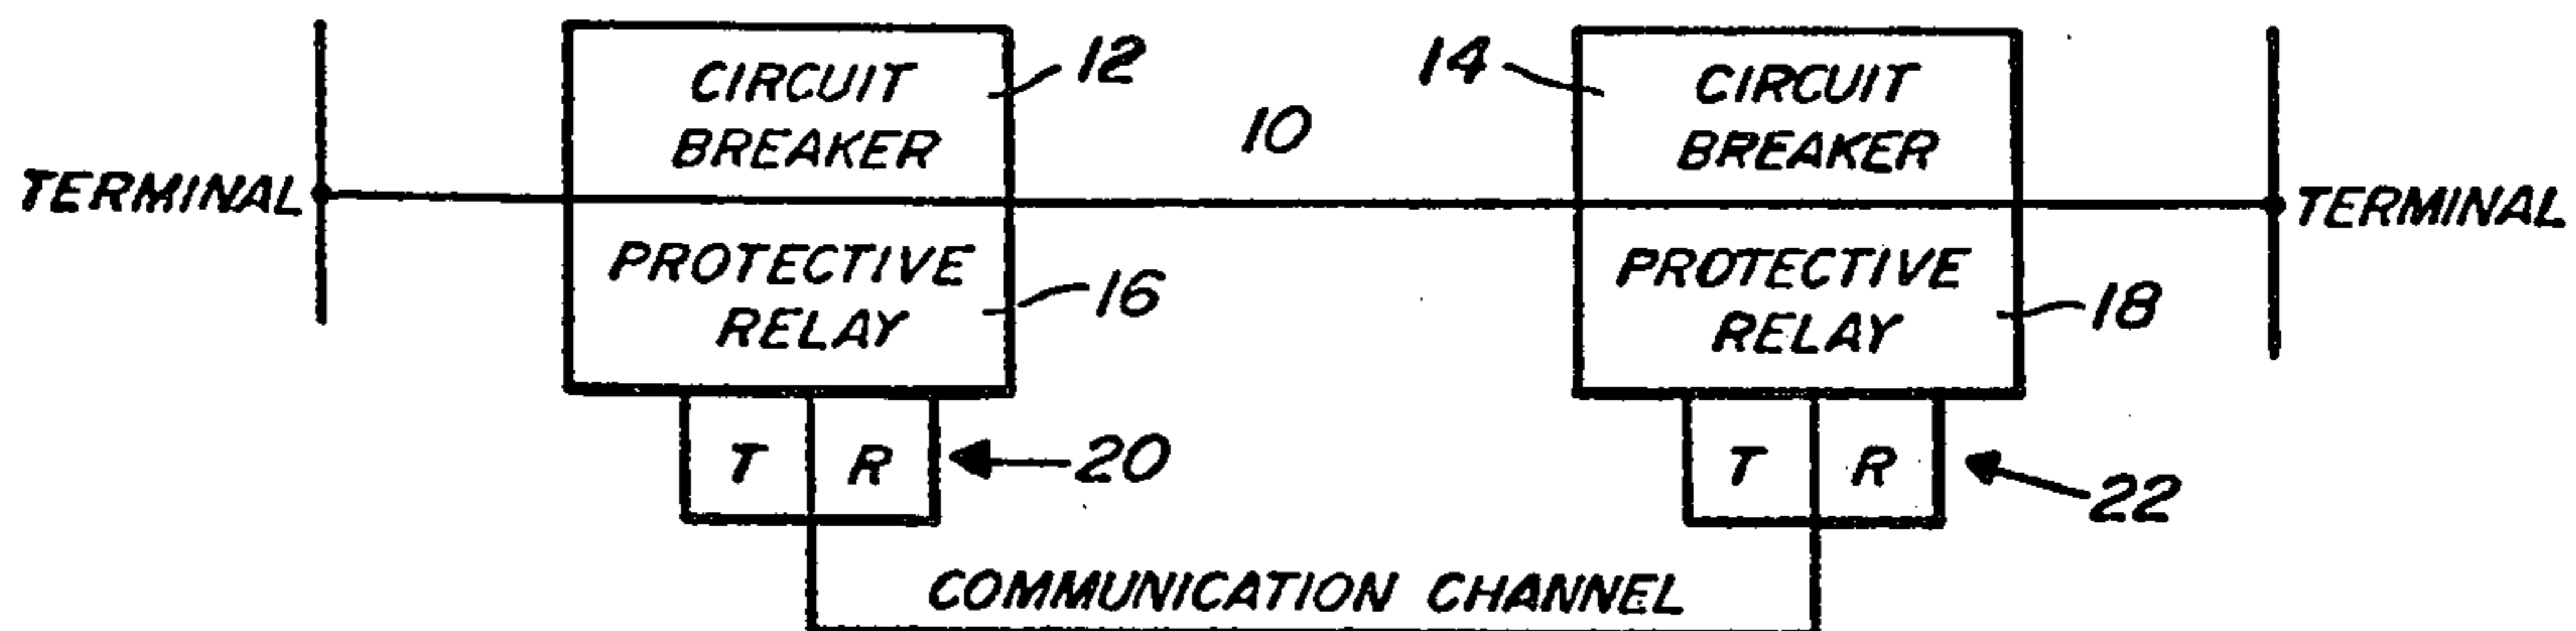 CIRCUIT
BREAKER
12
10
14
CIRCUIT
BREAKER
TERMINAL
TERMINAL
PROTECTIVE
RELAY
16
PROTECTIVE
RELAY
18
T R
20
T R
22
COMMUNICATION CHANNEL